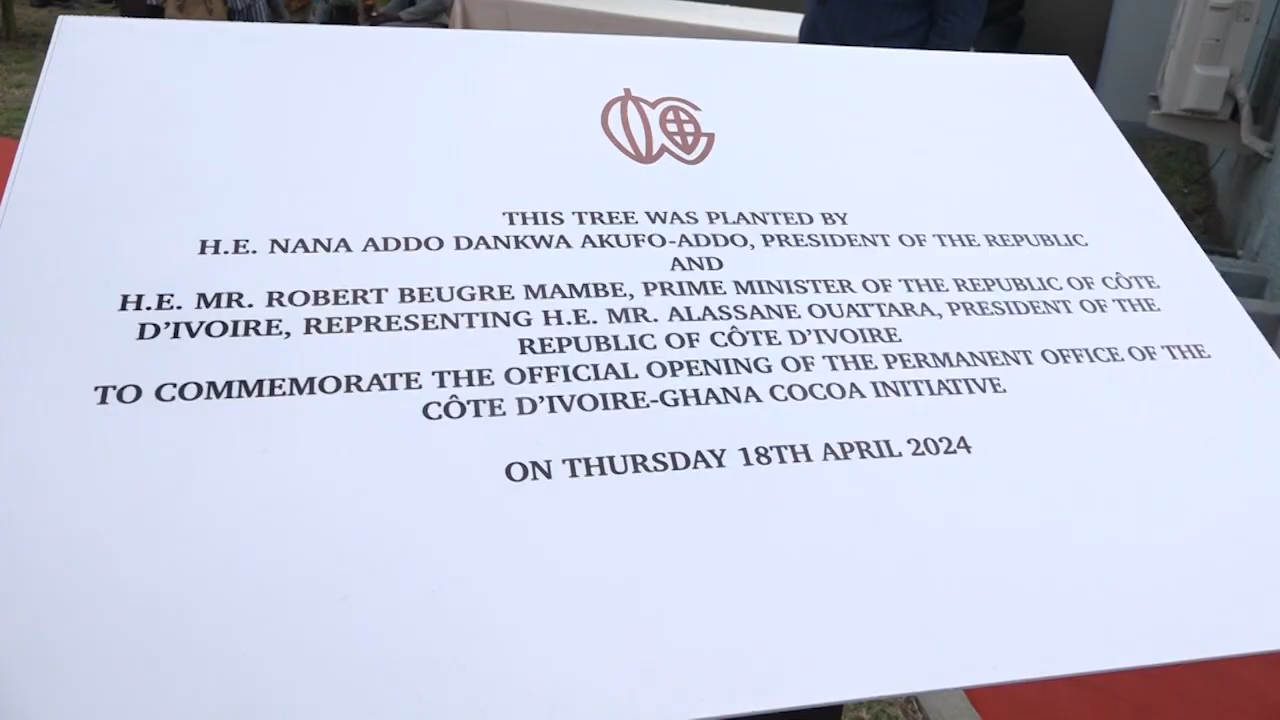 THIS TREE WAS PLANTED BY
H.E. NANA ADDO DANKWA AKUFO-ADDO, PRESIDENT OF THE REPUBLIC
AND
H.E. MR. ROBERT BEUGRE MAMBE, PRIME MINISTER OF THE REPUBLIC OF CÔTE
D'IVOIRE, REPRESENTING H.E. MR. ALASSANE OUATTARA, PRESIDENT OF THE
REPUBLIC OF CÔTE D'IVOIRE
TO COMMEMORATE THE OFFICIAL OPENING OF THE PERMANENT OFFICE OF THE
CÔTE D'IVOIRE-GHANA COCOA INITIATIVE
ON THURSDAY 18TH APRIL 2024